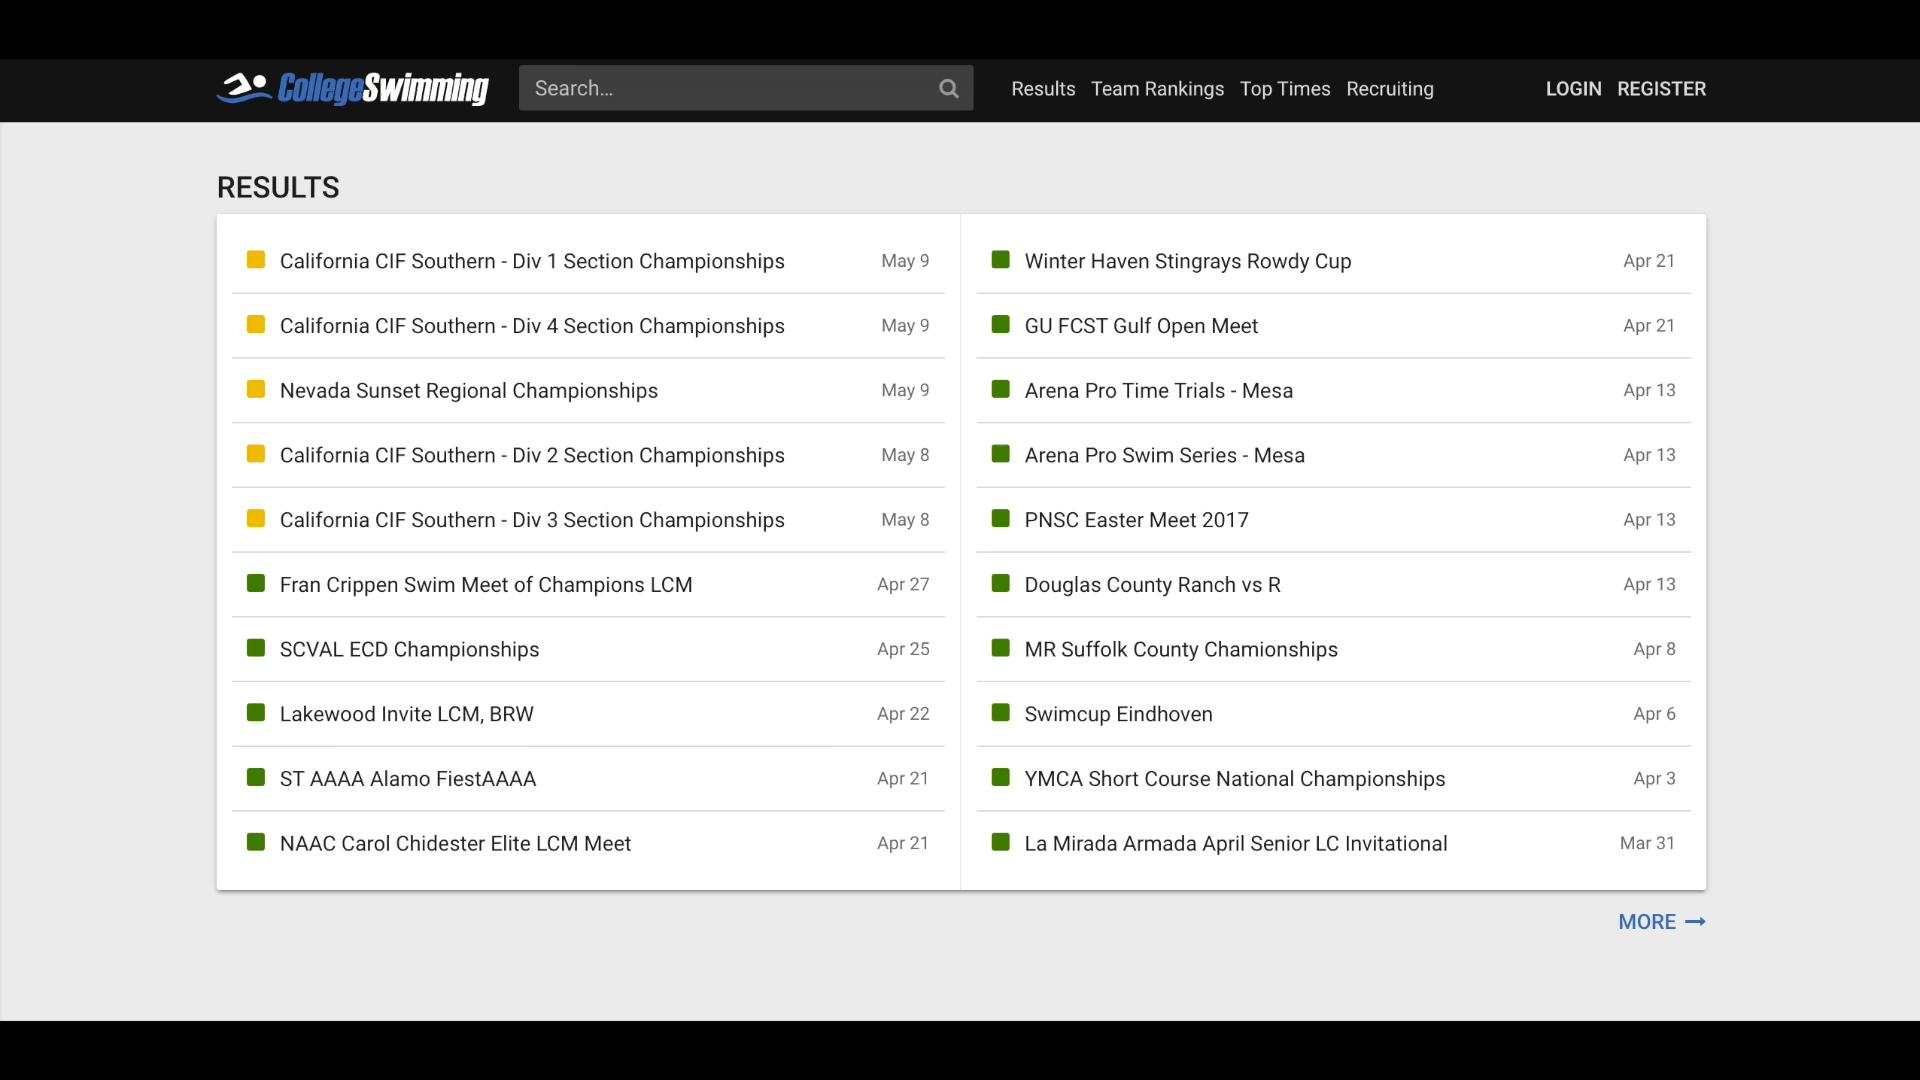 CollegeSwimming
Search...
Results Team Rankings Top Times Recruiting
LOGIN REGISTER
RESULTS
California CIF Southern - Div 1 Section Championships May 9
California CIF Southern - Div 4 Section Championships May 9
Nevada Sunset Regional Championships May 9
California CIF Southern - Div 2 Section Championships May 8
California CIF Southern - Div 3 Section Championships May 8
Fran Crippen Swim Meet of Champions LCM Apr 27
SCVAL ECD Championships Apr 25
Lakewood Invite LCM, BRW Apr 22
ST AAAA Alamo FiestAAAA Apr 21
NAAC Carol Chidester Elite LCM Meet Apr 21
Winter Haven Stingrays Rowdy Cup Apr 21
GU FCST Gulf Open Meet Apr 21
Arena Pro Time Trials - Mesa Apr 13
Arena Pro Swim Series - Mesa Apr 13
PNSC Easter Meet 2017 Apr 13
Douglas County Ranch vs R Apr 13
MR Suffolk County Chamionships Apr 8
Swimcup Eindhoven Apr 6
YMCA Short Course National Championships Apr 3
La Mirada Armada April Senior LC Invitational Mar 31
MORE →